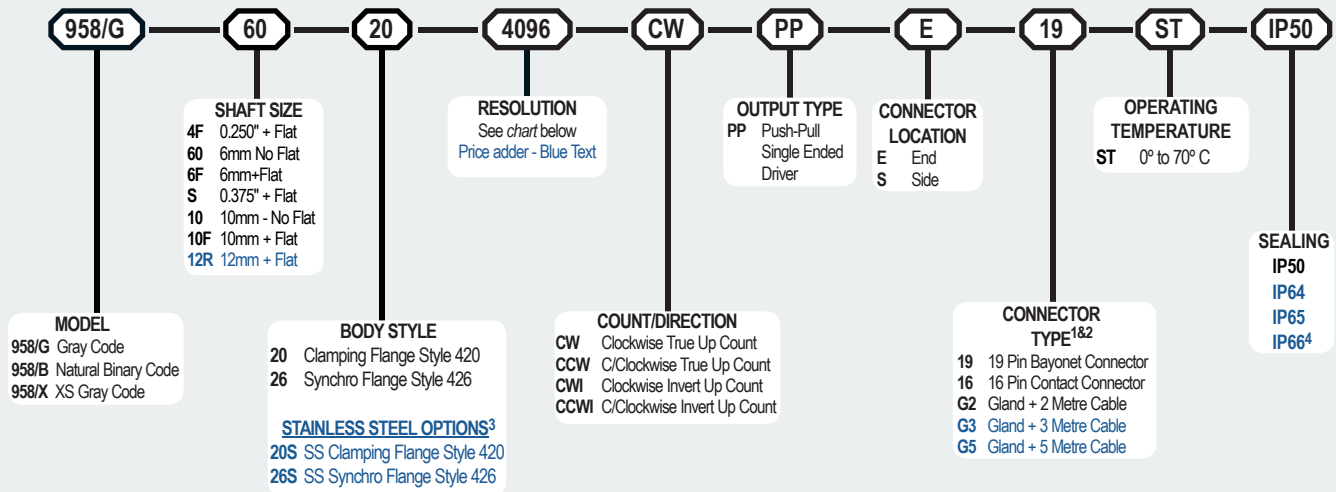 958/G 60 20 4096 CW PP E 19 ST IP50
SHAFT SIZE
4F 0.250" + Flat
60 6mm No Flat
6F 6mm+Flat
S 0.375" + Flat
10 10mm - No Flat
10F 10mm + Flat
12R 12mm + Flat
RESOLUTION
See chart below
Price adder - Blue Text
OUTPUT TYPE
PP Push-Pull
Single Ended
Driver
CONNECTOR
LOCATION
E End
S Side
OPERATING
TEMPERATURE
ST 0º to 70º C
SEALING
IP50
IP64
IP65
IP66⁴
MODEL
958/G Gray Code
958/B Natural Binary Code
958/X XS Gray Code
BODY STYLE
20 Clamping Flange Style 420
26 Synchro Flange Style 426
STAINLESS STEEL OPTIONS³
20S SS Clamping Flange Style 420
26S SS Synchro Flange Style 426
COUNT/DIRECTION
CW Clockwise True Up Count
CCW C/Clockwise True Up Count
CWI Clockwise Invert Up Count
CCWI C/Clockwise Invert Up Count
CONNECTOR
TYPE¹&²
19 19 Pin Bayonet Connector
16 16 Pin Contact Connector
G2 Gland + 2 Metre Cable
G3 Gland + 3 Metre Cable
G5 Gland + 5 Metre Cable